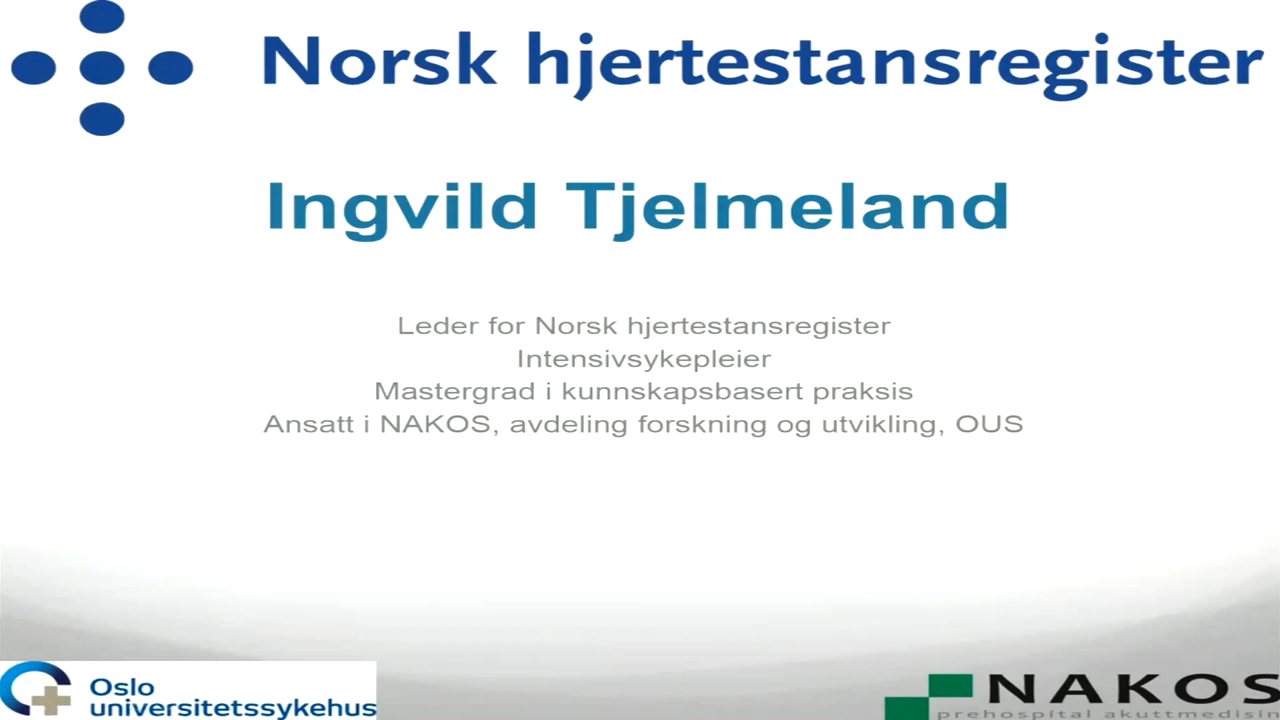 Norsk hjertestansregister
Ingvild Tjelmeland
Leder for Norsk hjertestansregister
Intensivsykepleier
Mastergrad i kunnskapsbasert praksis
Ansatt i NAKOS, avdeling forskning og utvikling, OUS
Oslo
universitetssykehus
NAKOS
prehospital akuttmedisin